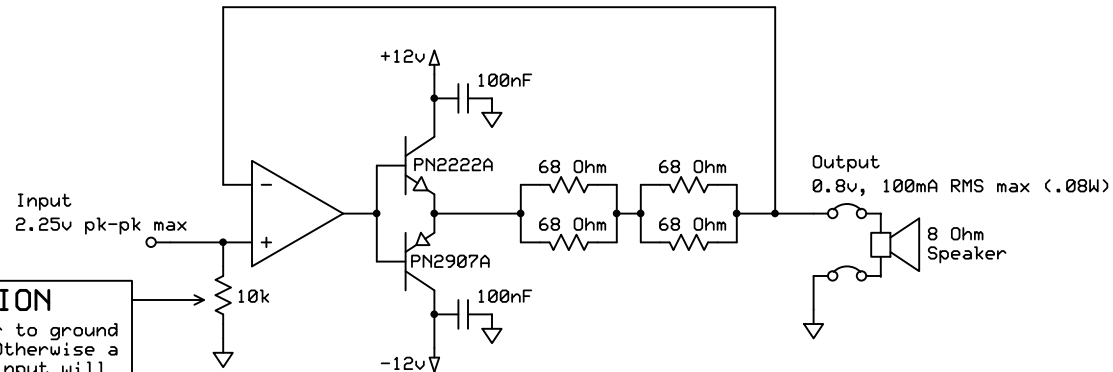 +12v
100nF
PN2222A
68 Ohm
68 Ohm
68 Ohm
68 Ohm
Output
0.8v, 100mA RMS max (.08W)
Input
2.25v pk-pk max
−
+
8 Ohm
Speaker
PN2907A
10k
100nF
-12v
ION
to ground
Otherwise a
input will